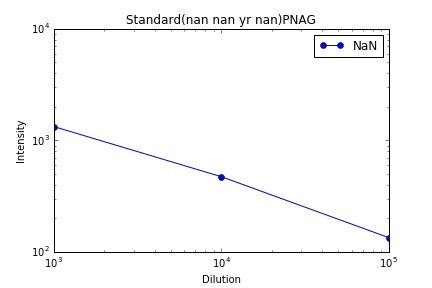 Standard(nan nan yr nan)PNAG
NaN
10^4
10^3
10^2
Intensity
10^3 10^4 10^5
Dilution